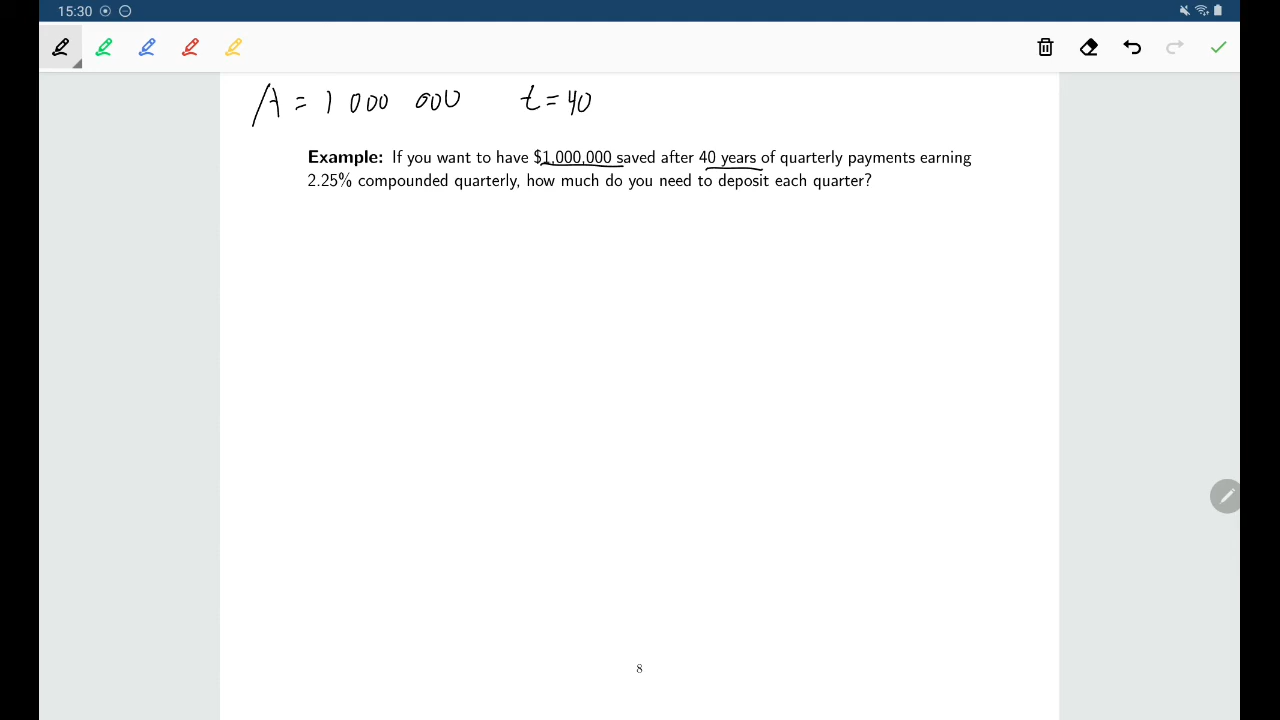 15:30
A = 1 000 000 t = 40
Example: If you want to have $1,000,000 saved after 40 years of quarterly payments earning
2.25% compounded quarterly, how much do you need to deposit each quarter?
8